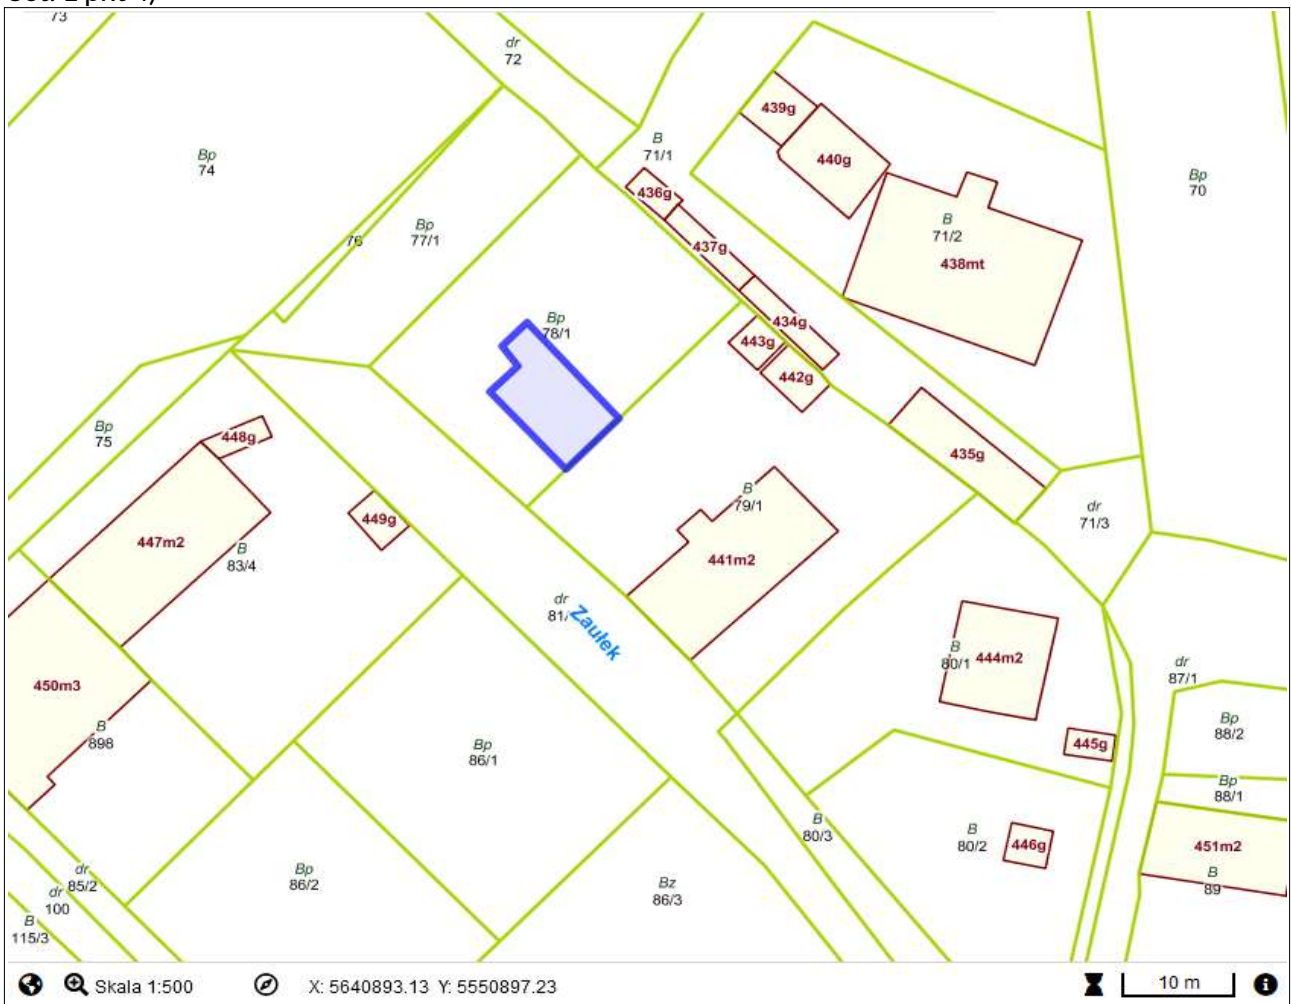 73
dr
72
B
71/1
439g
440g
Bp
74
436g
Bp
70
Bp
77/1
76
437g
B
71/2
438mt
Bp
78/1
434g
443g
442g
Bp
75
448g
435g
B
79/1
dr
71/3
449g
447m2
B
83/4
441m2
dr
81/
Zaułek
B
80/1
444m2
450m3
dr
87/1
B
898
Bp
86/1
Bp
88/2
445g
Bp
88/1
B
80/3
B
80/2
446g
451m2
dr
85/2
Bp
86/2
Bz
86/3
B
89
dr
100
B
115/3
Skala 1:500
X: 5640893.13 Y: 5550897.23
10 m